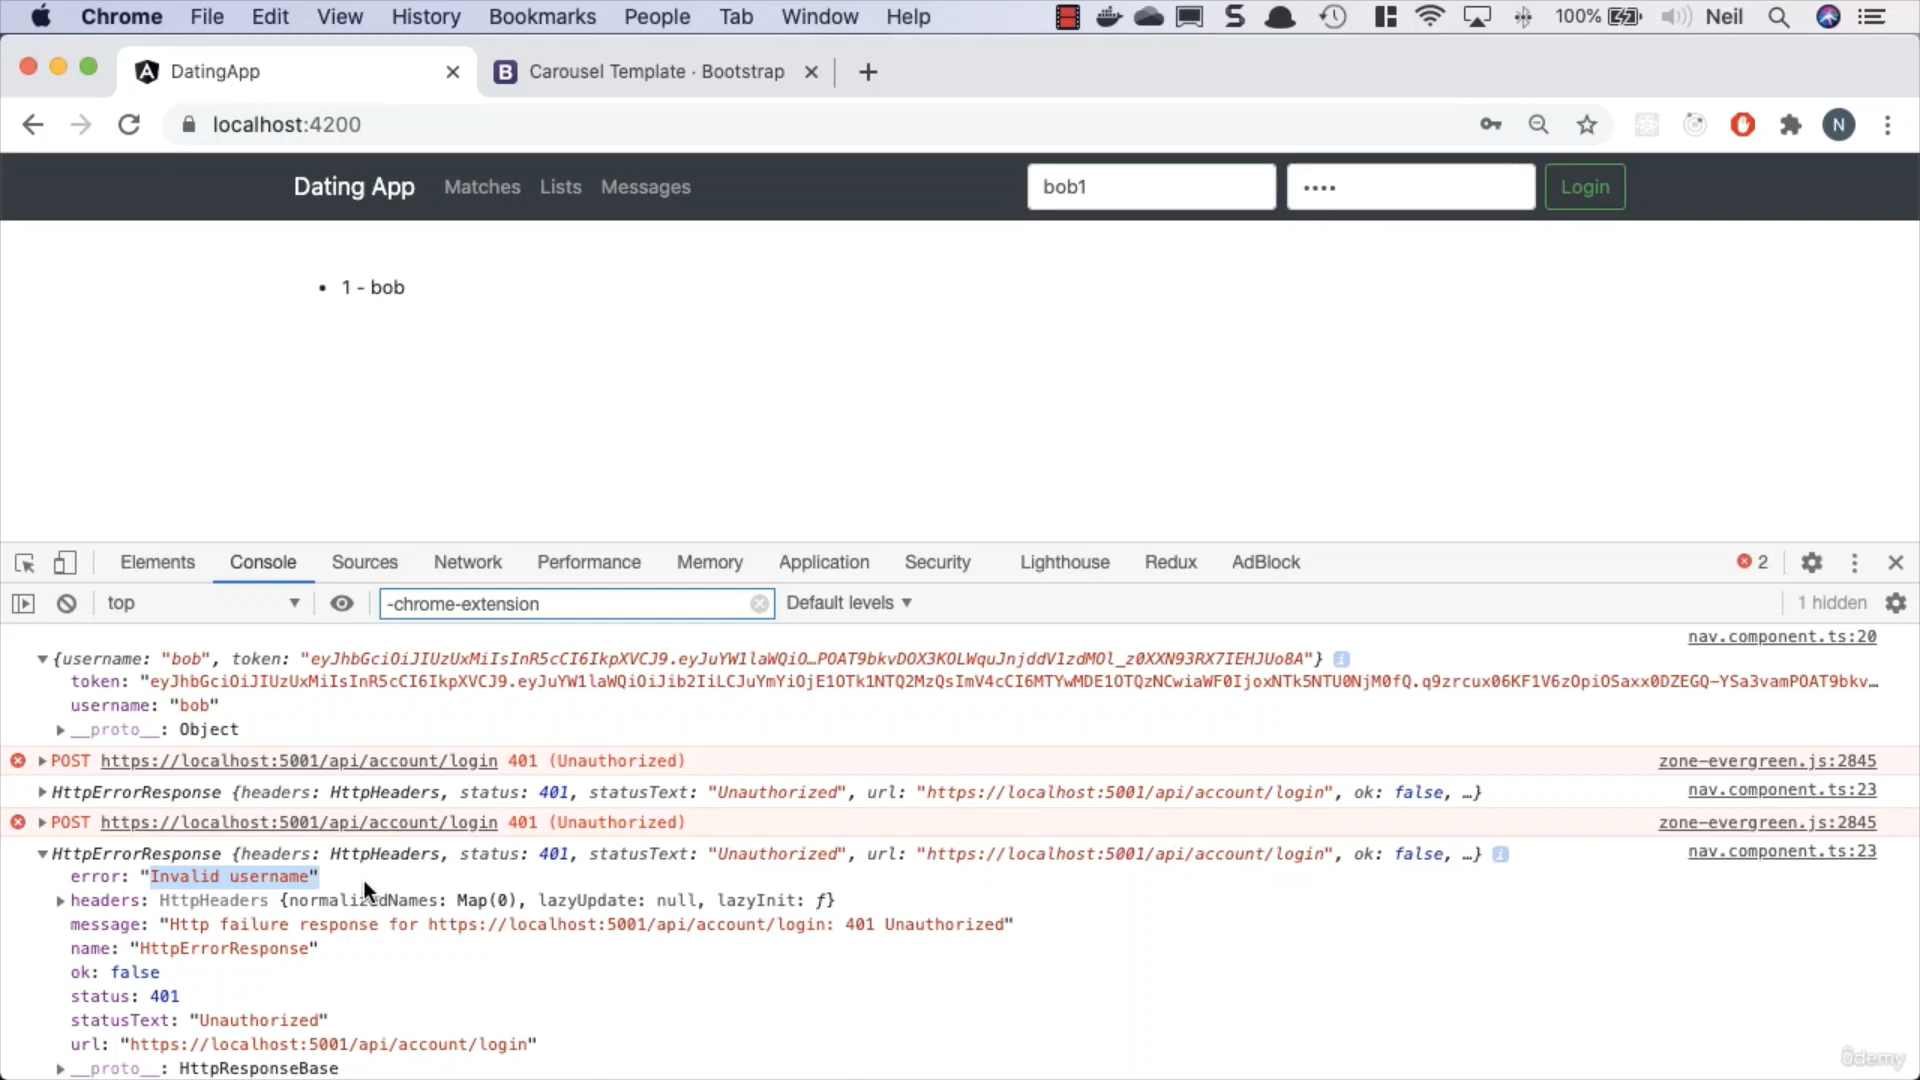 Chrome File Edit View History Bookmarks People Tab Window Help 100% Neil
DatingApp Carousel Template · Bootstrap
localhost:4200 N
Dating App Matches Lists Messages bob1 •••• Login
• 1 - bob
Elements Console Sources Network Performance Memory Application Security Lighthouse Redux AdBlock 2
top -chrome-extension Default levels 1 hidden
nav.component.ts:20
{username: "bob", token: "eyJhbGciOiJIUzUxMiIsInR5cCI6IkpXVCJ9.eyJuYW1laWQiO…POAT9bkvDOX3KOLWquJnjddV1zdMOl_z0XXN93RX7IEHJUo8A"}
token: "eyJhbGciOiJIUzUxMiIsInR5cCI6IkpXVCJ9.eyJuYW1laWQiOiJib2IiLCJuYmYiOjE1OTk1NTQ2MzQsImV4cCI6MTYwMDE1OTQzNCwiaWF0IjoxNTk5NTU0NjM0fQ.q9zrcux06KF1V6zOpiOSaxx0DZEGQ-YSa3vamPOAT9bkv…
username: "bob"
__proto__: Object
POST https://localhost:5001/api/account/login 401 (Unauthorized) zone-evergreen.js:2845
HttpErrorResponse {headers: HttpHeaders, status: 401, statusText: "Unauthorized", url: "https://localhost:5001/api/account/login", ok: false, …} nav.component.ts:23
POST https://localhost:5001/api/account/login 401 (Unauthorized) zone-evergreen.js:2845
HttpErrorResponse {headers: HttpHeaders, status: 401, statusText: "Unauthorized", url: "https://localhost:5001/api/account/login", ok: false, …} nav.component.ts:23
error: "Invalid username"
headers: HttpHeaders {normalizedNames: Map(0), lazyUpdate: null, lazyInit: ƒ}
message: "Http failure response for https://localhost:5001/api/account/login: 401 Unauthorized"
name: "HttpErrorResponse"
ok: false
status: 401
statusText: "Unauthorized"
url: "https://localhost:5001/api/account/login"
__proto__: HttpResponseBase
Udemy